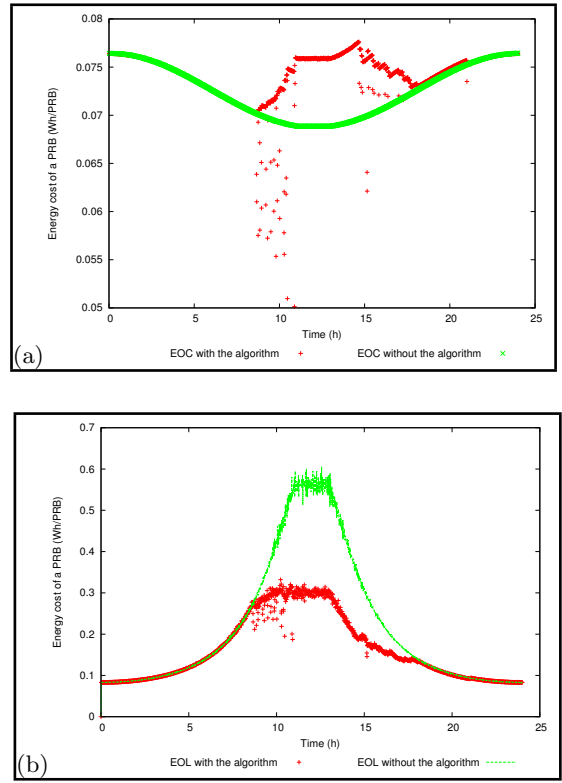 0.08
0.075
0.07
0.065
0.06
0.055
0.05
Energy cost of a PRB (Wh/PRB)
0 5 10 15 20 25
Time (h)
EOC with the algorithm EOC without the algorithm
(a)
0.7
0.6
0.5
0.4
0.3
0.2
0.1
0
Energy cost of a PRB (Wh/PRB)
0 5 10 15 20 25
Time (h)
EOL with the algorithm EOL without the algorithm
(b)